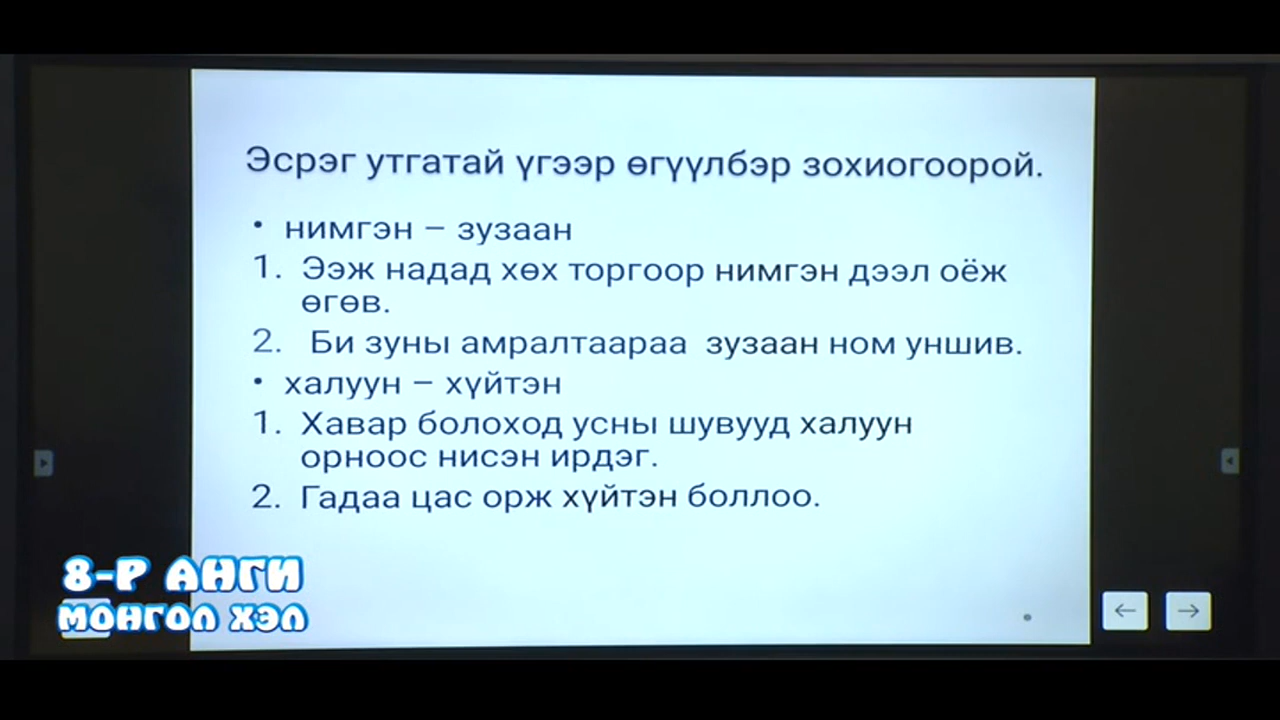 Эсрэг утгатай үгээр өгүүлбэр зохиогоорой.
• нимгэн – зузаан
1. Ээж надад хөх торгоор нимгэн дээл оёж
өгөв.
2. Би зуны амралтаараа зузаан ном уншив.
• халуун – хүйтэн
1. Хавар болоход усны шувууд халуун
орноос нисэн ирдэг.
2. Гадаа цас орж хүйтэн боллоо.
8-Р АНГИ
МОНГОЛ ХЭЛ